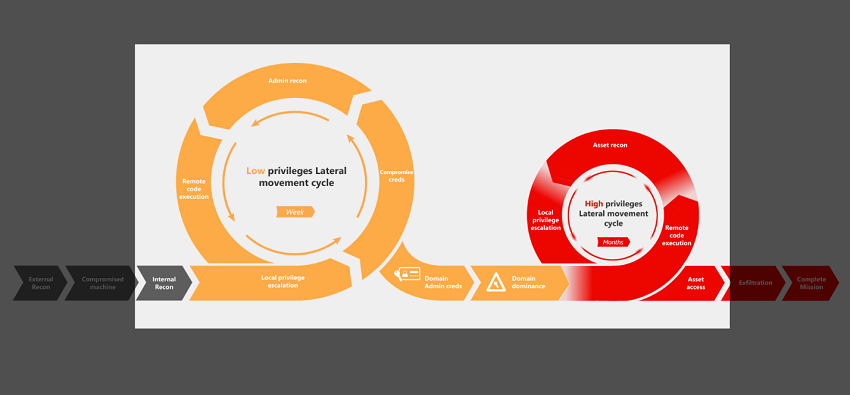 Admin recon
Low privileges Lateral
movement cycle
Week
Compromise
creds
Remote
code
execution
Local privilege
escalation
Asset recon
High privileges
Lateral movement
cycle
Months
Local
privilege
escalation
Remote
code
execution
External
Recon
Compromised
machine
Internal
Recon
Domain
Admin creds
Domain
dominance
Asset
access
Exfiltration
Complete
Mission